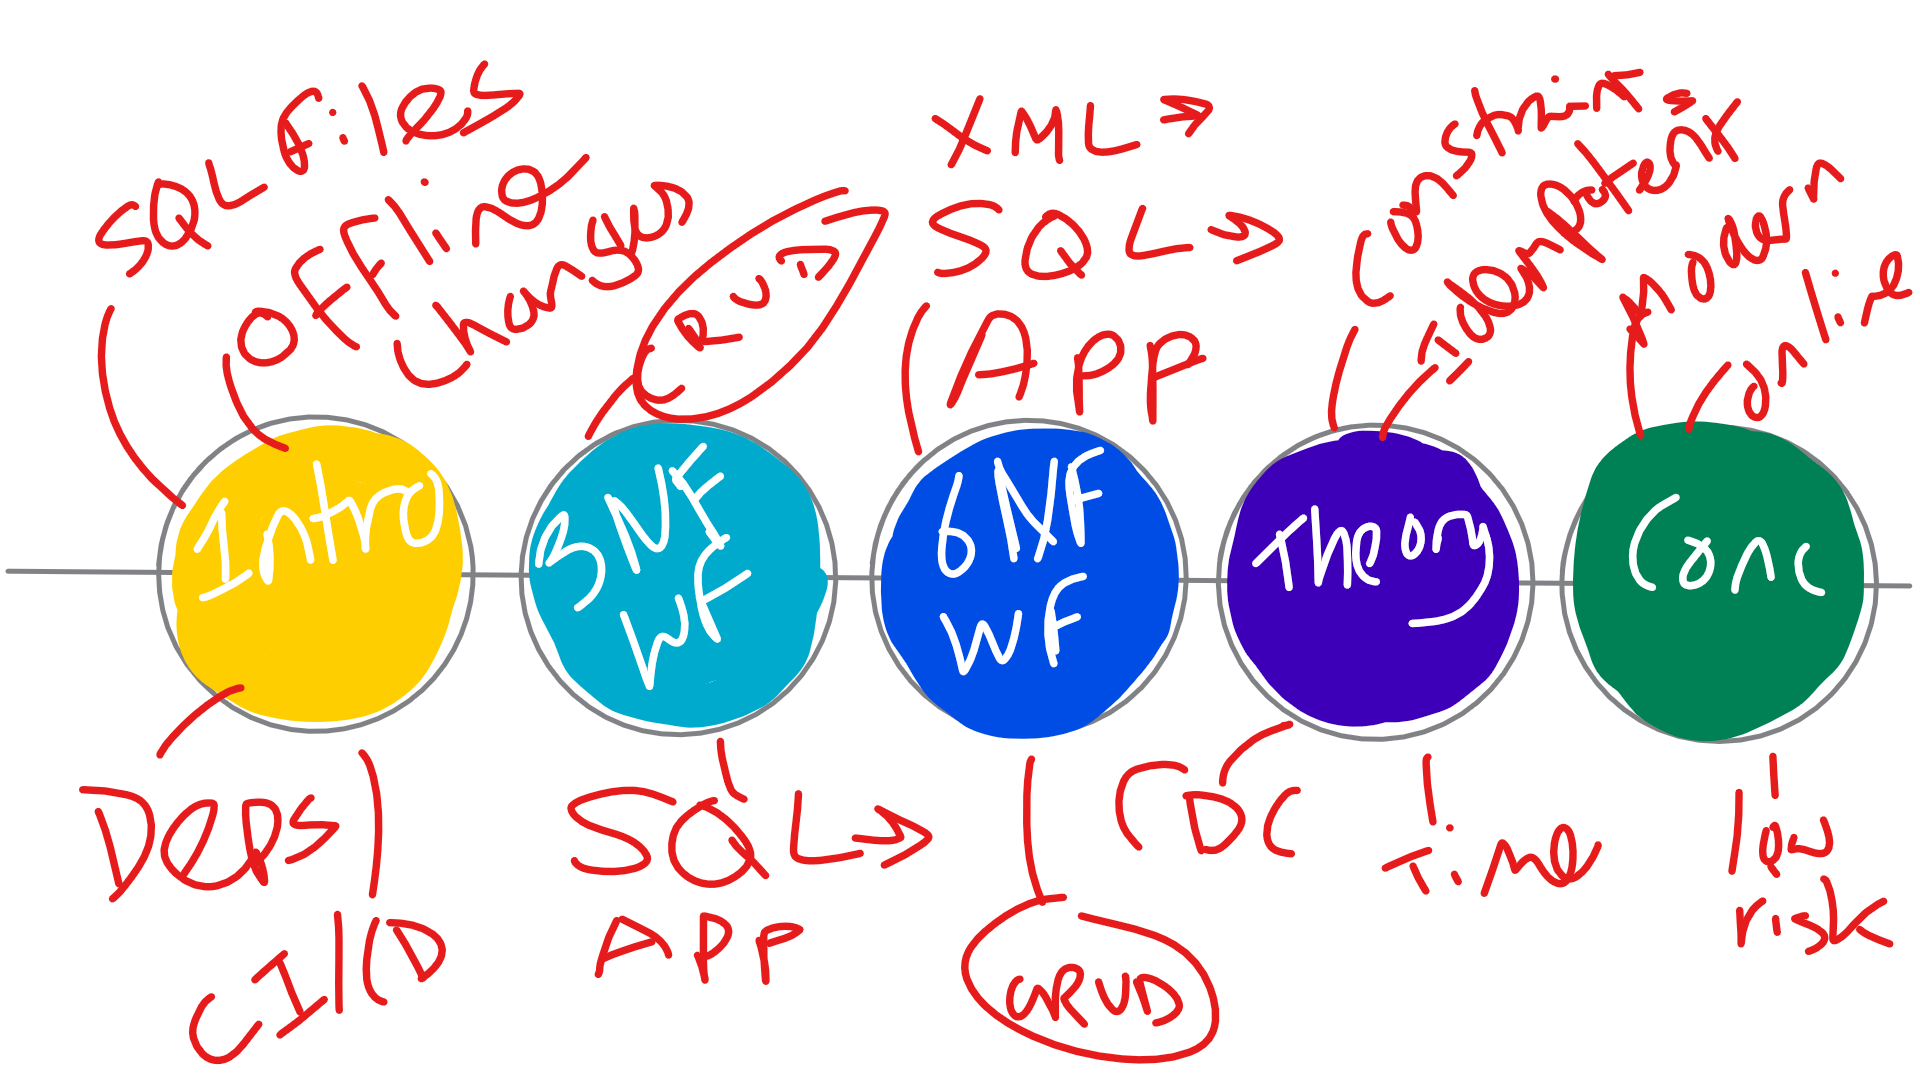 SQL Files
OFFline
changes
Intro
Deps
CI/CD
CRUD
3NF
WF
SQL→
APP
XML→
SQL→
APP
6NF
WF
CRUD
constraints
Idempotent
Theory
CDC
Time
Modern
online
Conc
low
risk